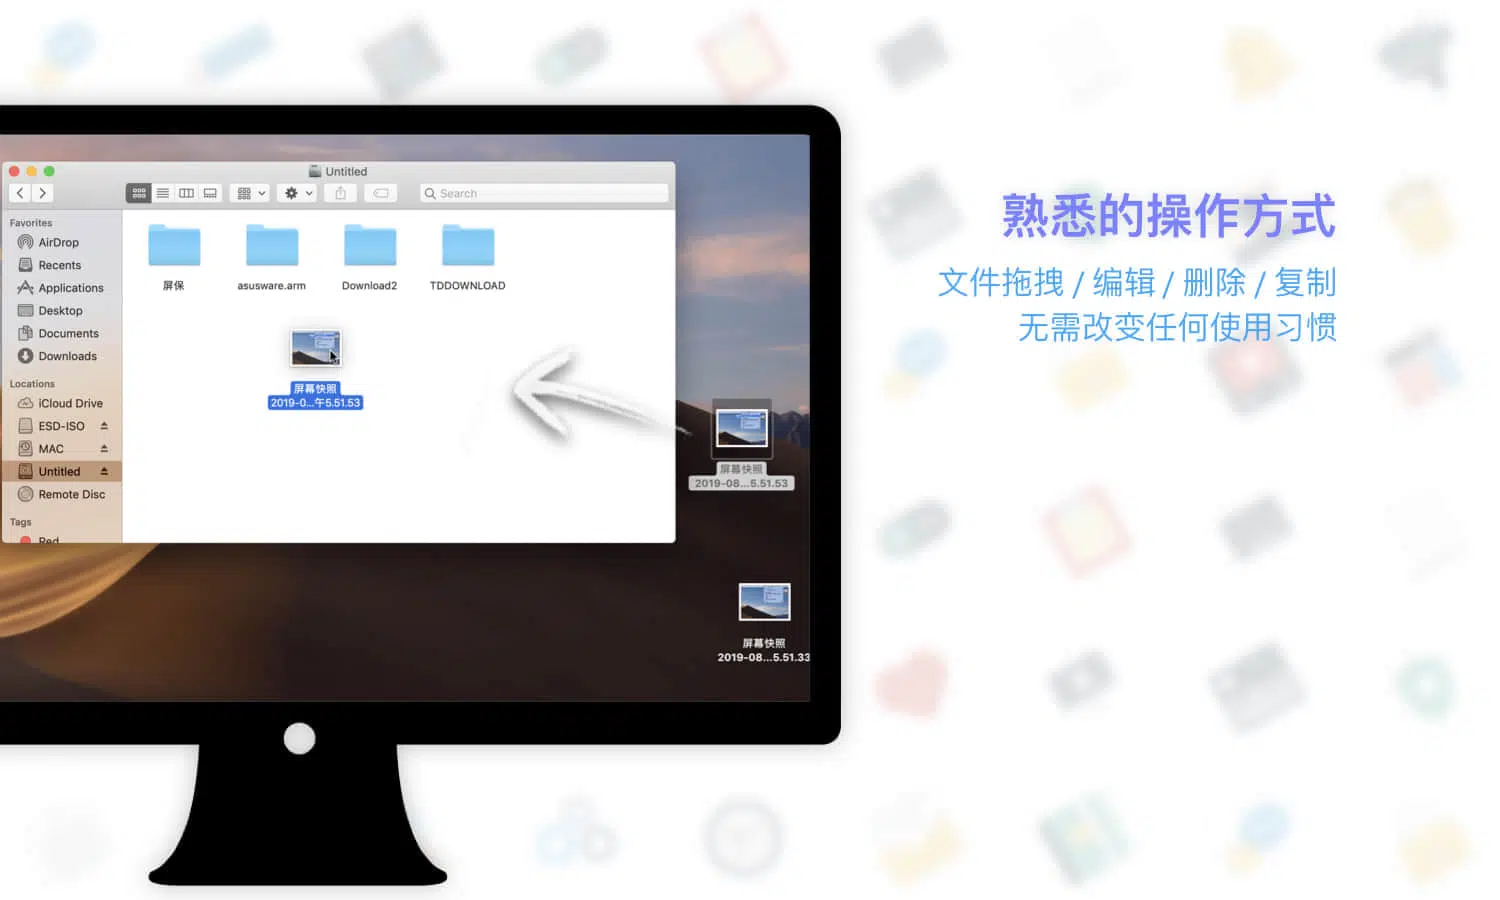 Untitled
Search
Favorites
AirDrop
Recents
Applications
Desktop
Documents
Downloads
Locations
iCloud Drive
ESD-ISO
MAC
Untitled
Remote Disc
Tags
Red
屏保
asusware.arm
Download2
TDDOWNLOAD
屏幕快照
2019-0...午5.51.53
屏幕快照
2019-08...5.51.53
屏幕快照
2019-08...5.51.33
熟悉的操作方式
文件拖拽 / 编辑 / 删除 / 复制
无需改变任何使用习惯